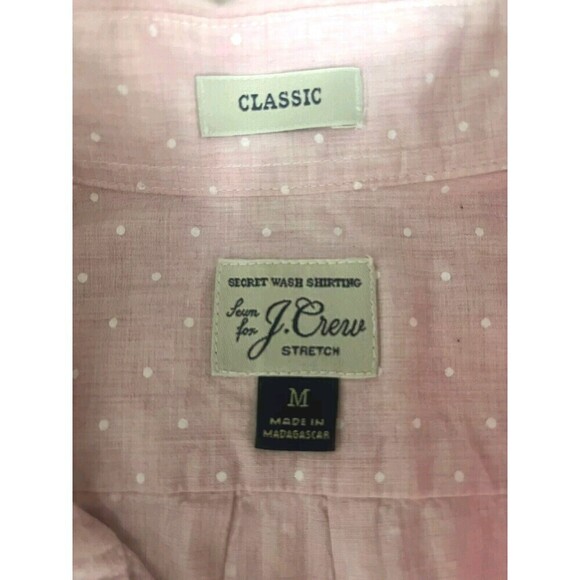 CLASSIC
SECRET WASH SHIRTING
Sewn for J.Crew
STRETCH
M
MADE IN
MADAGASCAR